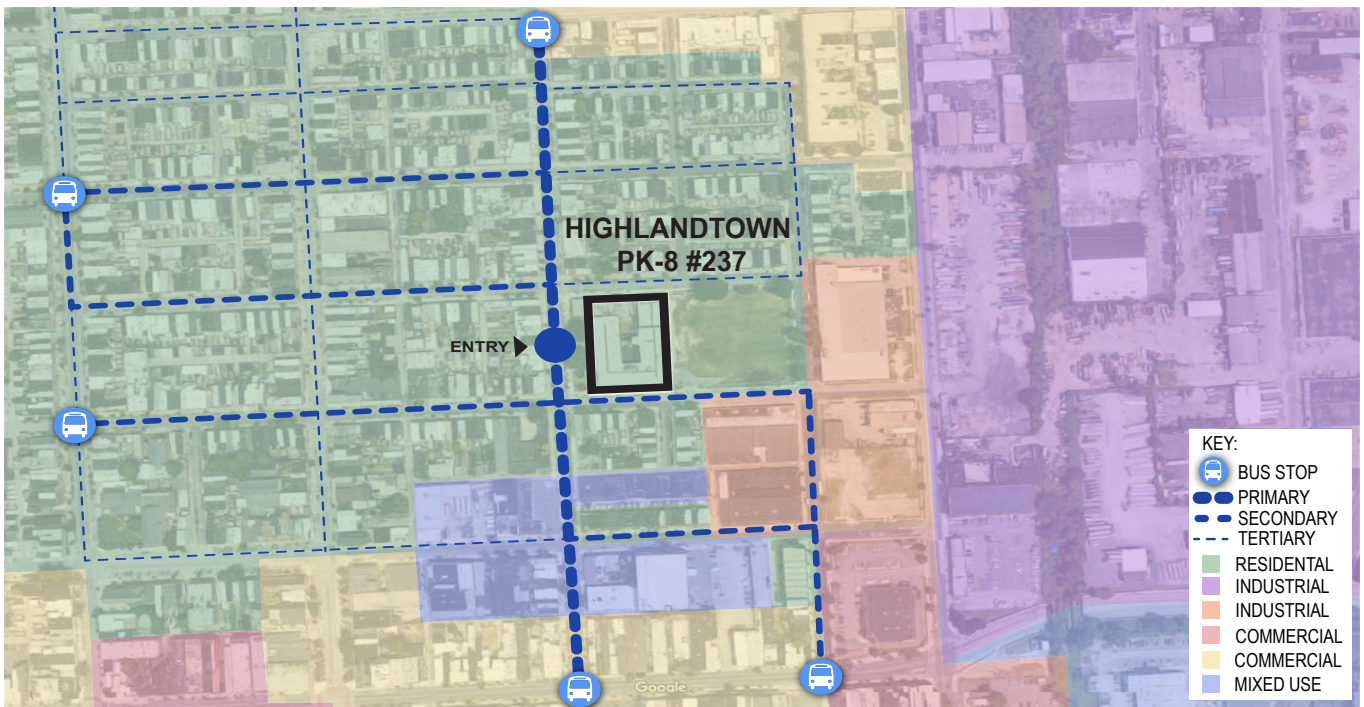 HIGHLANDTOWN
PK-8 #237
ENTRY
KEY:
BUS STOP
PRIMARY
SECONDARY
TERTIARY
RESIDENTAL
INDUSTRIAL
INDUSTRIAL
COMMERCIAL
COMMERCIAL
MIXED USE
Google